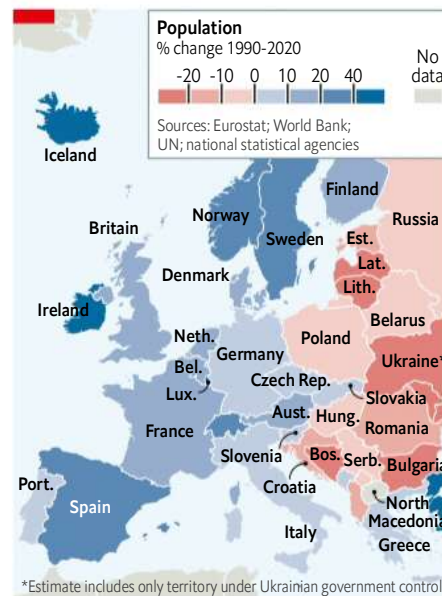 Population
% change 1990-2020
No
data
-20 -10 0 10 20 40
Sources: Eurostat; World Bank;
UN; national statistical agencies
Iceland
Finland
Russia
Norway
Sweden
Britain
Est.
Lat.
Denmark
Lith.
Ireland
Belarus
Neth.
Poland
Germany
Bel.
Ukraine*
Czech Rep.
Lux.
Slovakia
Aust.
Hung.
France
Romania
Slovenia
Bos.
Serb.
Bulgaria
Port.
Croatia
Spain
North
Macedonia
Italy
Greece
*Estimate includes only territory under Ukrainian government control